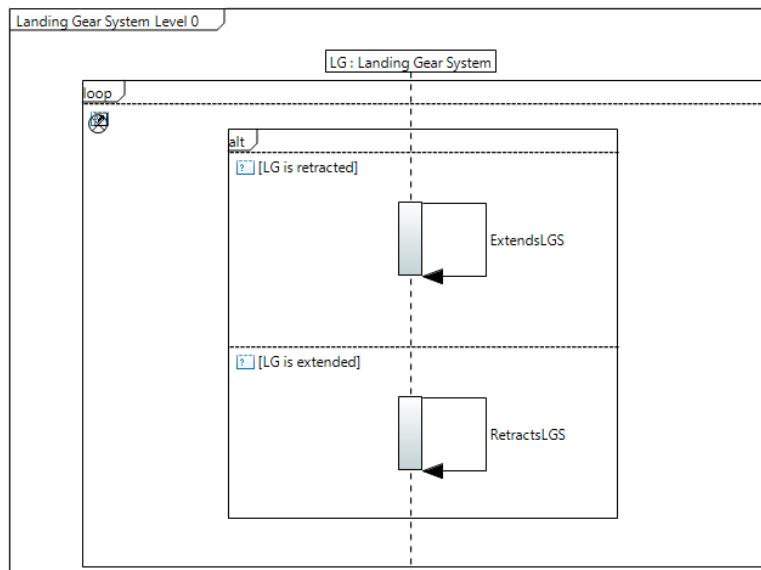 Landing Gear System Level 0
LG : Landing Gear System
loop
alt
? [LG is retracted]
ExtendsLGS
? [LG is extended]
RetractsLGS